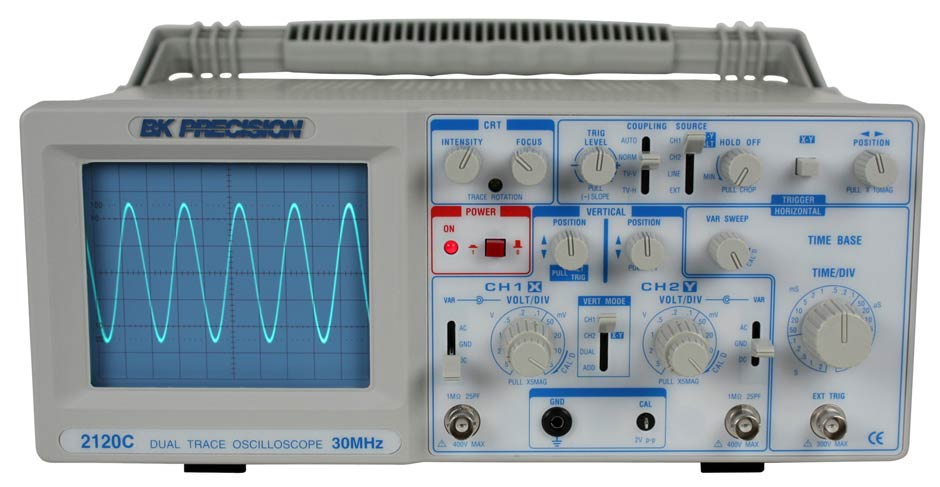 BK PRECISION
100
90
2120C DUAL TRACE OSCILLOSCOPE 30MHz
CRT
INTENSITY FOCUS
TRACE ROTATION
POWER
ON
COUPLING SOURCE
TRIG LEVEL
AUTO
NORM
TV-V
TV-H
PULL
(-) SLOPE
CH1
CH2
LINE
EXT
X-Y
HOLD OFF
MIN
PULL CHOP
X-Y
POSITION
PULL X 10MAG
TRIGGER
HORIZONTAL
VERTICAL
POSITION POSITION
PULL
TRIG
VAR SWEEP
CAL'D
TIME BASE
TIME/DIV
mS
µS
S
CH1 X
VAR VOLT/DIV
V mV
CAL'D
PULL X5MAG
AC
GND
DC
VERT MODE
CH1
CH2 X-Y
DUAL
ADD
CH2 Y
VOLT/DIV VAR
V mV
CAL'D
PULL X5MAG
AC
GND
DC
1MΩ 25PF
400V MAX
GND
CAL
2V p-p
1MΩ 25PF
400V MAX
EXT TRIG
300V MAX
CE